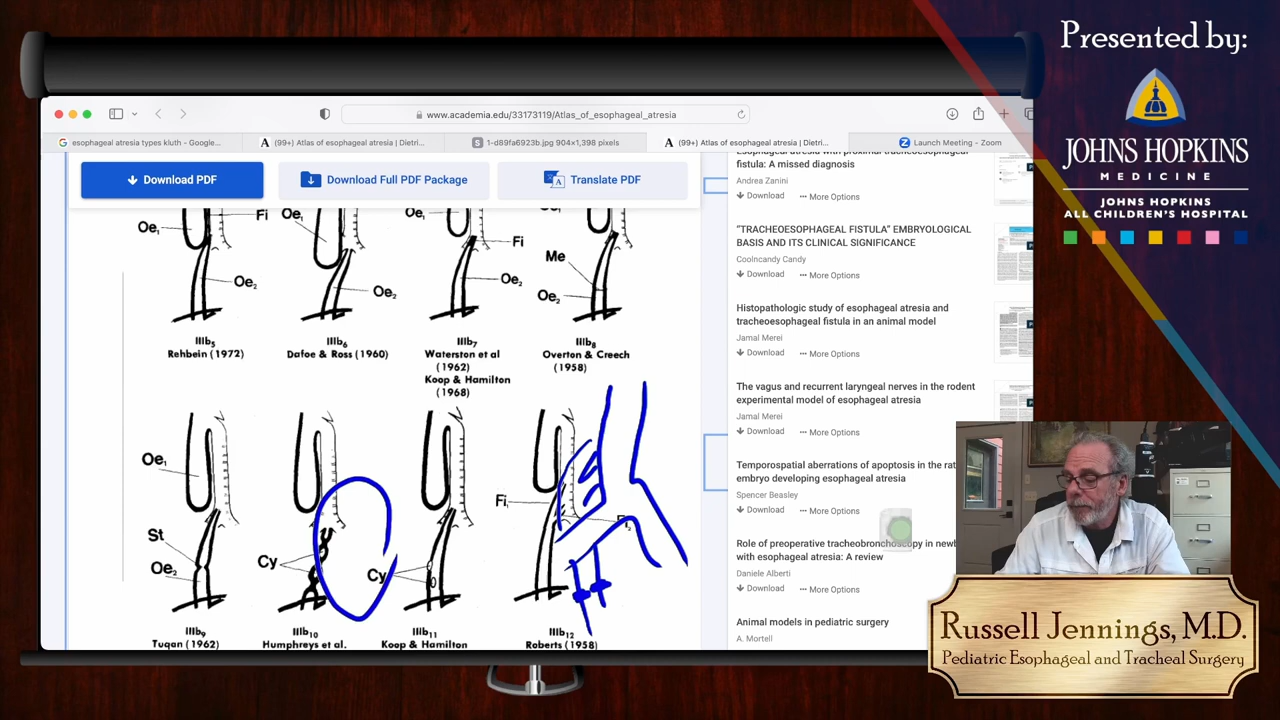 Presented by:
JOHNS HOPKINS
MEDICINE
JOHNS HOPKINS
ALL CHILDREN'S HOSPITAL
www.academia.edu/33173119/Atlas_of_esophageal_atresia
esophageal atresia types kluth - Google...
(99+) Atlas of esophageal atresia | Dietri...
1-d89fa6923b.jpg 904×1,398 pixels
(99+) Atlas of esophageal atresia | Dietri...
Launch Meeting - Zoom
Download PDF
Download Full PDF Package
Translate PDF
Oe₁
Fi
Oe₁
Fi
Oe₂
Oe₂
Oe₂
Me
Oe₂
IIIb₅
Rehbein (1972)
IIIb₆
Dafoe & Ross (1960)
IIIb₇
Waterston et al
(1962)
Koop & Hamilton
(1968)
IIIb₈
Overton & Creech
(1958)
Oe₁
St
Oe₂
Cy
Cy
Fi₁
IIIb₉
Tugan (1962)
IIIb₁₀
Humphreys et al.
IIIb₁₁
Koop & Hamilton
IIIb₁₂
Roberts (1958)
fistula: A missed diagnosis
Andrea Zanini
Download
More Options
"TRACHEOESOPHAGEAL FISTULA" EMBRYOLOGICAL
BASIS AND ITS CLINICAL SIGNIFICANCE
Coolncandy Candy
Download
More Options
Histopathologic study of esophageal atresia and
tracheoesophageal fistula in an animal model
Jamal Merei
Download
More Options
The vagus and recurrent laryngeal nerves in the rodent
experimental model of esophageal atresia
Jamal Merei
Download
More Options
Temporospatial aberrations of apoptosis in the rat
embryo developing esophageal atresia
Spencer Beasley
Download
More Options
Role of preoperative tracheobronchoscopy in newb
with esophageal atresia: A review
Daniele Alberti
Download
More Options
Animal models in pediatric surgery
A. Mortell
Russell Jennings, M.D.
Pediatric Esophageal and Tracheal Surgery